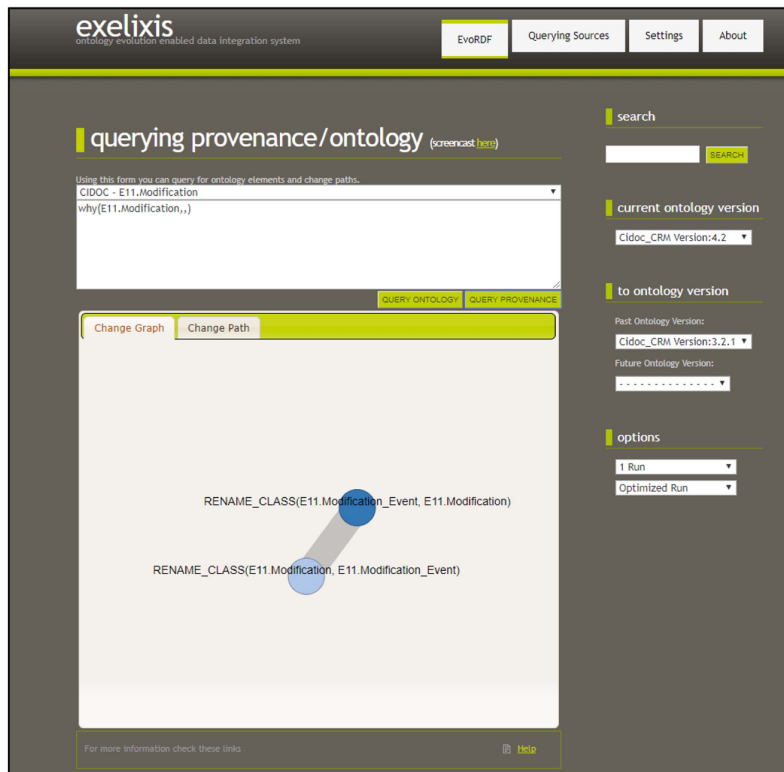 exelixis
ontology evolution enabled data integration system
EvoRDF
Querying Sources
Settings
About
querying provenance/ontology (screencast here)
Using this form you can query for ontology elements and change paths.
CIDOC - E11.Modification
why(E11.Modification,,)
QUERY ONTOLOGY
QUERY PROVENANCE
Change Graph
Change Path
RENAME_CLASS(E11.Modification_Event, E11.Modification)
RENAME_CLASS(E11.Modification, E11.Modification_Event)
For more information check these links
Help
search
SEARCH
current ontology version
Cidoc_CRM Version:4.2
to ontology version
Past Ontology Version:
Cidoc_CRM Version:3.2.1
Future Ontology Version:
- - - - - - - - - - - - - -
options
1 Run
Optimized Run